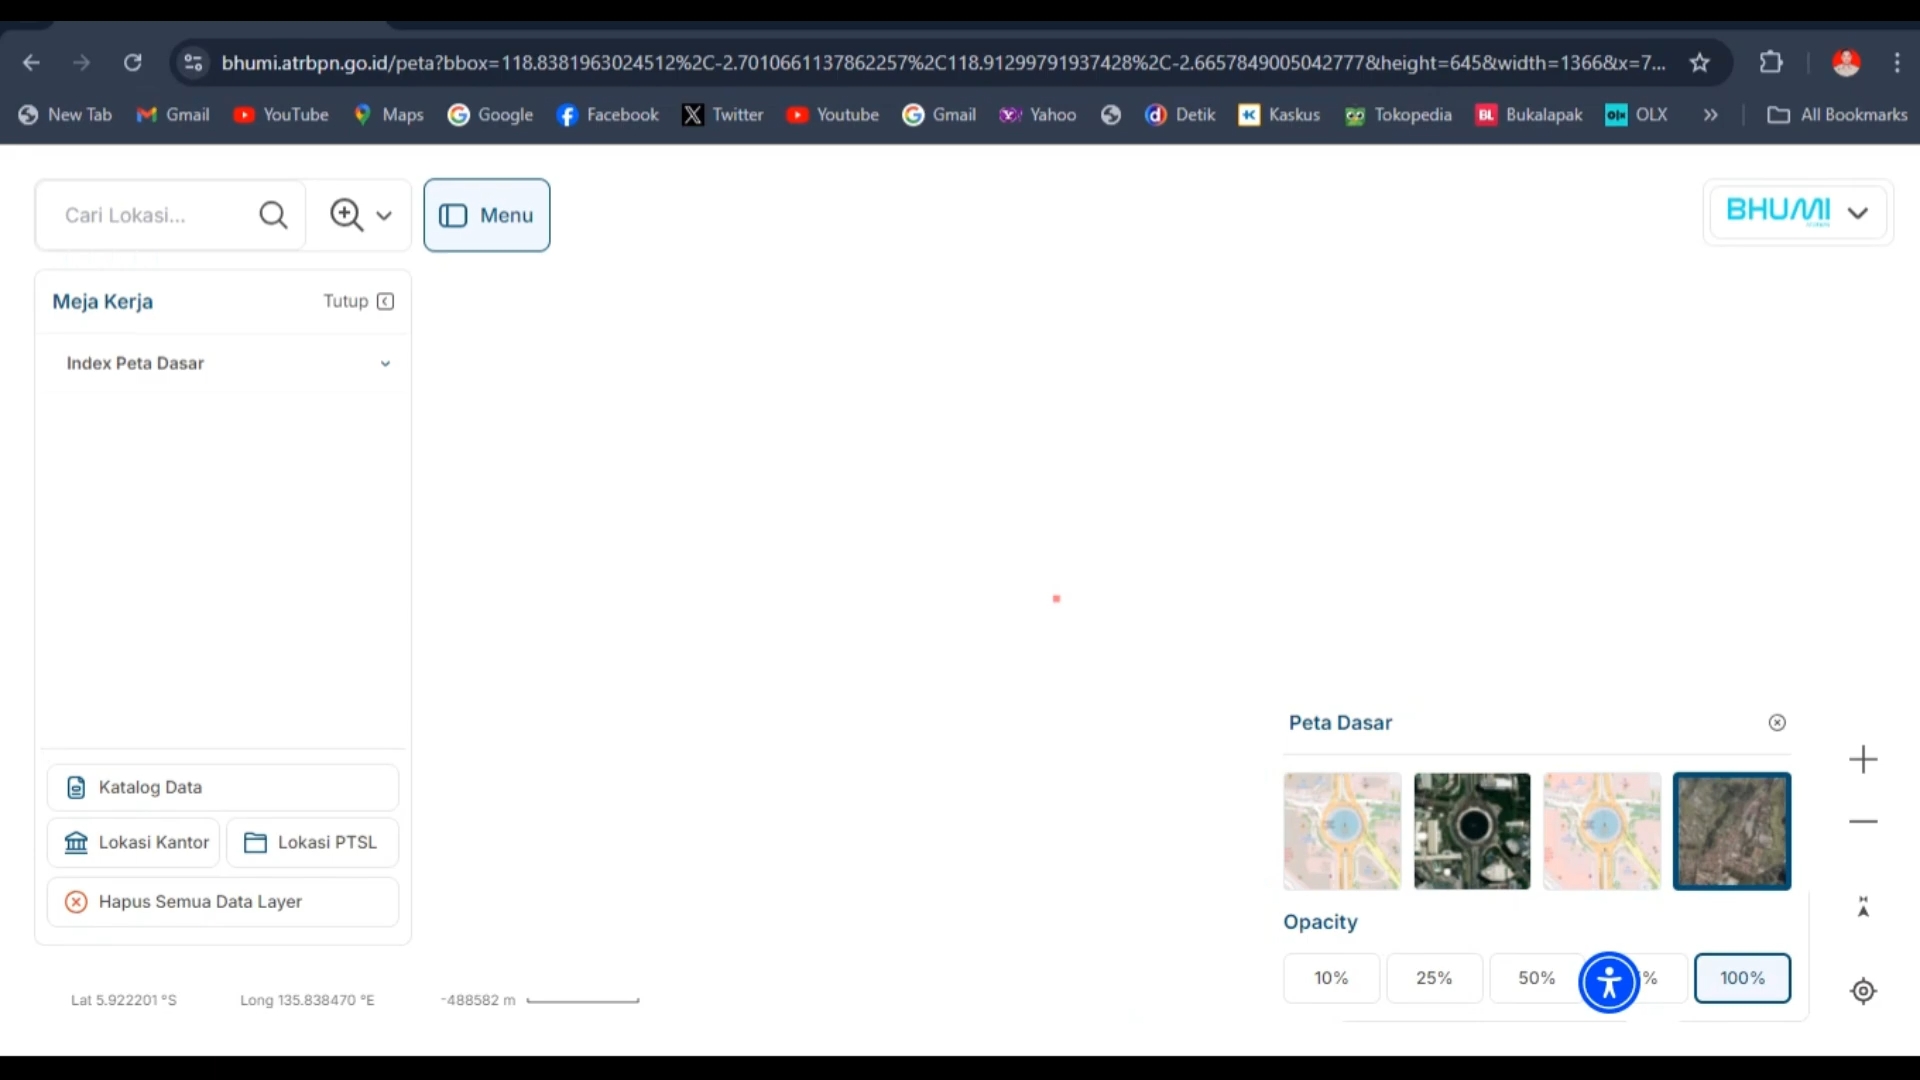 bhumi.atrbpn.go.id/peta?bbox=118.8381963024512%2C-2.7010661137862257%2C118.91299791937428%2C-2.6657849005042777&height=645&width=1366&x=7...
New Tab Gmail YouTube Maps Google Facebook Twitter Youtube Gmail Yahoo Detik Kaskus Tokopedia Bukalapak OLX » All Bookmarks
Cari Lokasi... Menu BHUMI
Meja Kerja Tutup
Index Peta Dasar
Peta Dasar
Katalog Data
Lokasi Kantor Lokasi PTSL
Hapus Semua Data Layer
Opacity
10% 25% 50% % 100%
Lat 5.922201 °S Long 135.838470 °E -488582 m